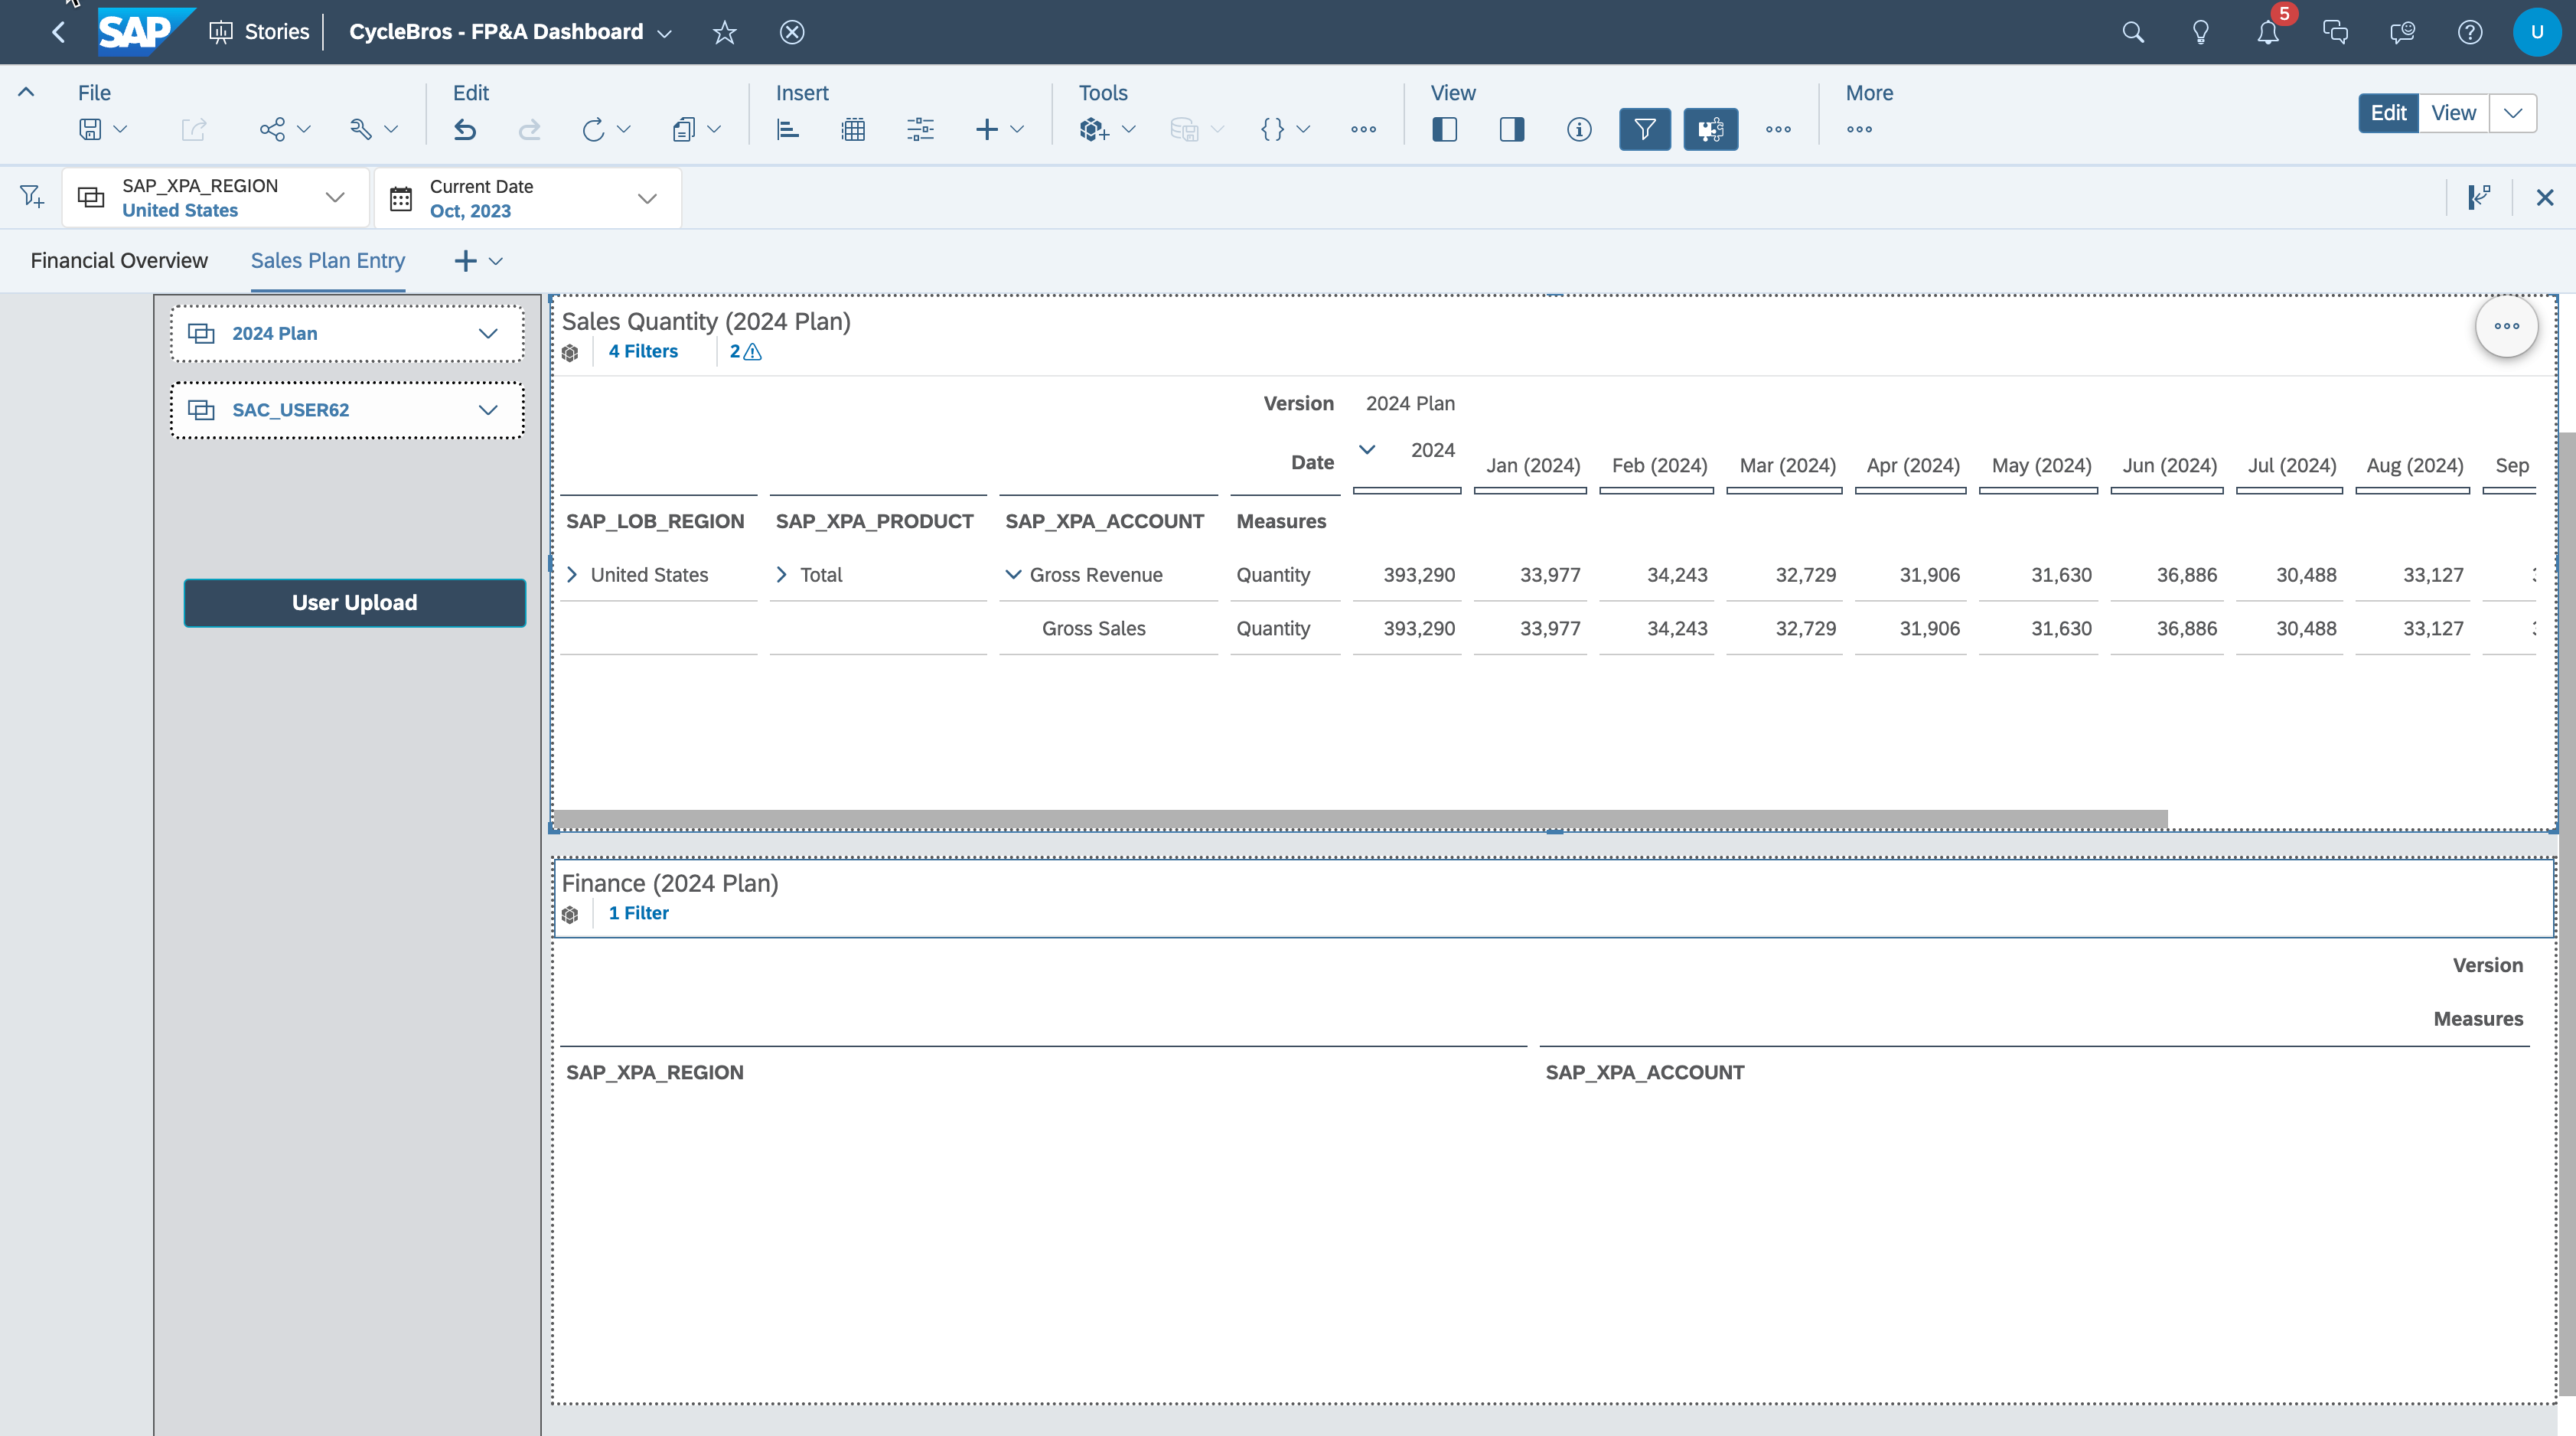 SAP Stories CycleBros - FP&A Dashboard 5 U
File Edit Insert Tools View More
Edit View
SAP_XPA_REGION
United States
Current Date
Oct, 2023
Financial Overview Sales Plan Entry
2024 Plan
SAC_USER62
User Upload
Sales Quantity (2024 Plan)
4 Filters 2
Version 2024 Plan
Date 2024 Jan (2024) Feb (2024) Mar (2024) Apr (2024) May (2024) Jun (2024) Jul (2024) Aug (2024) Sep
SAP_LOB_REGION SAP_XPA_PRODUCT SAP_XPA_ACCOUNT Measures
United States Total Gross Revenue Quantity 393,290 33,977 34,243 32,729 31,906 31,630 36,886 30,488 33,127
Gross Sales Quantity 393,290 33,977 34,243 32,729 31,906 31,630 36,886 30,488 33,127
Finance (2024 Plan)
1 Filter
Version
Measures
SAP_XPA_REGION SAP_XPA_ACCOUNT